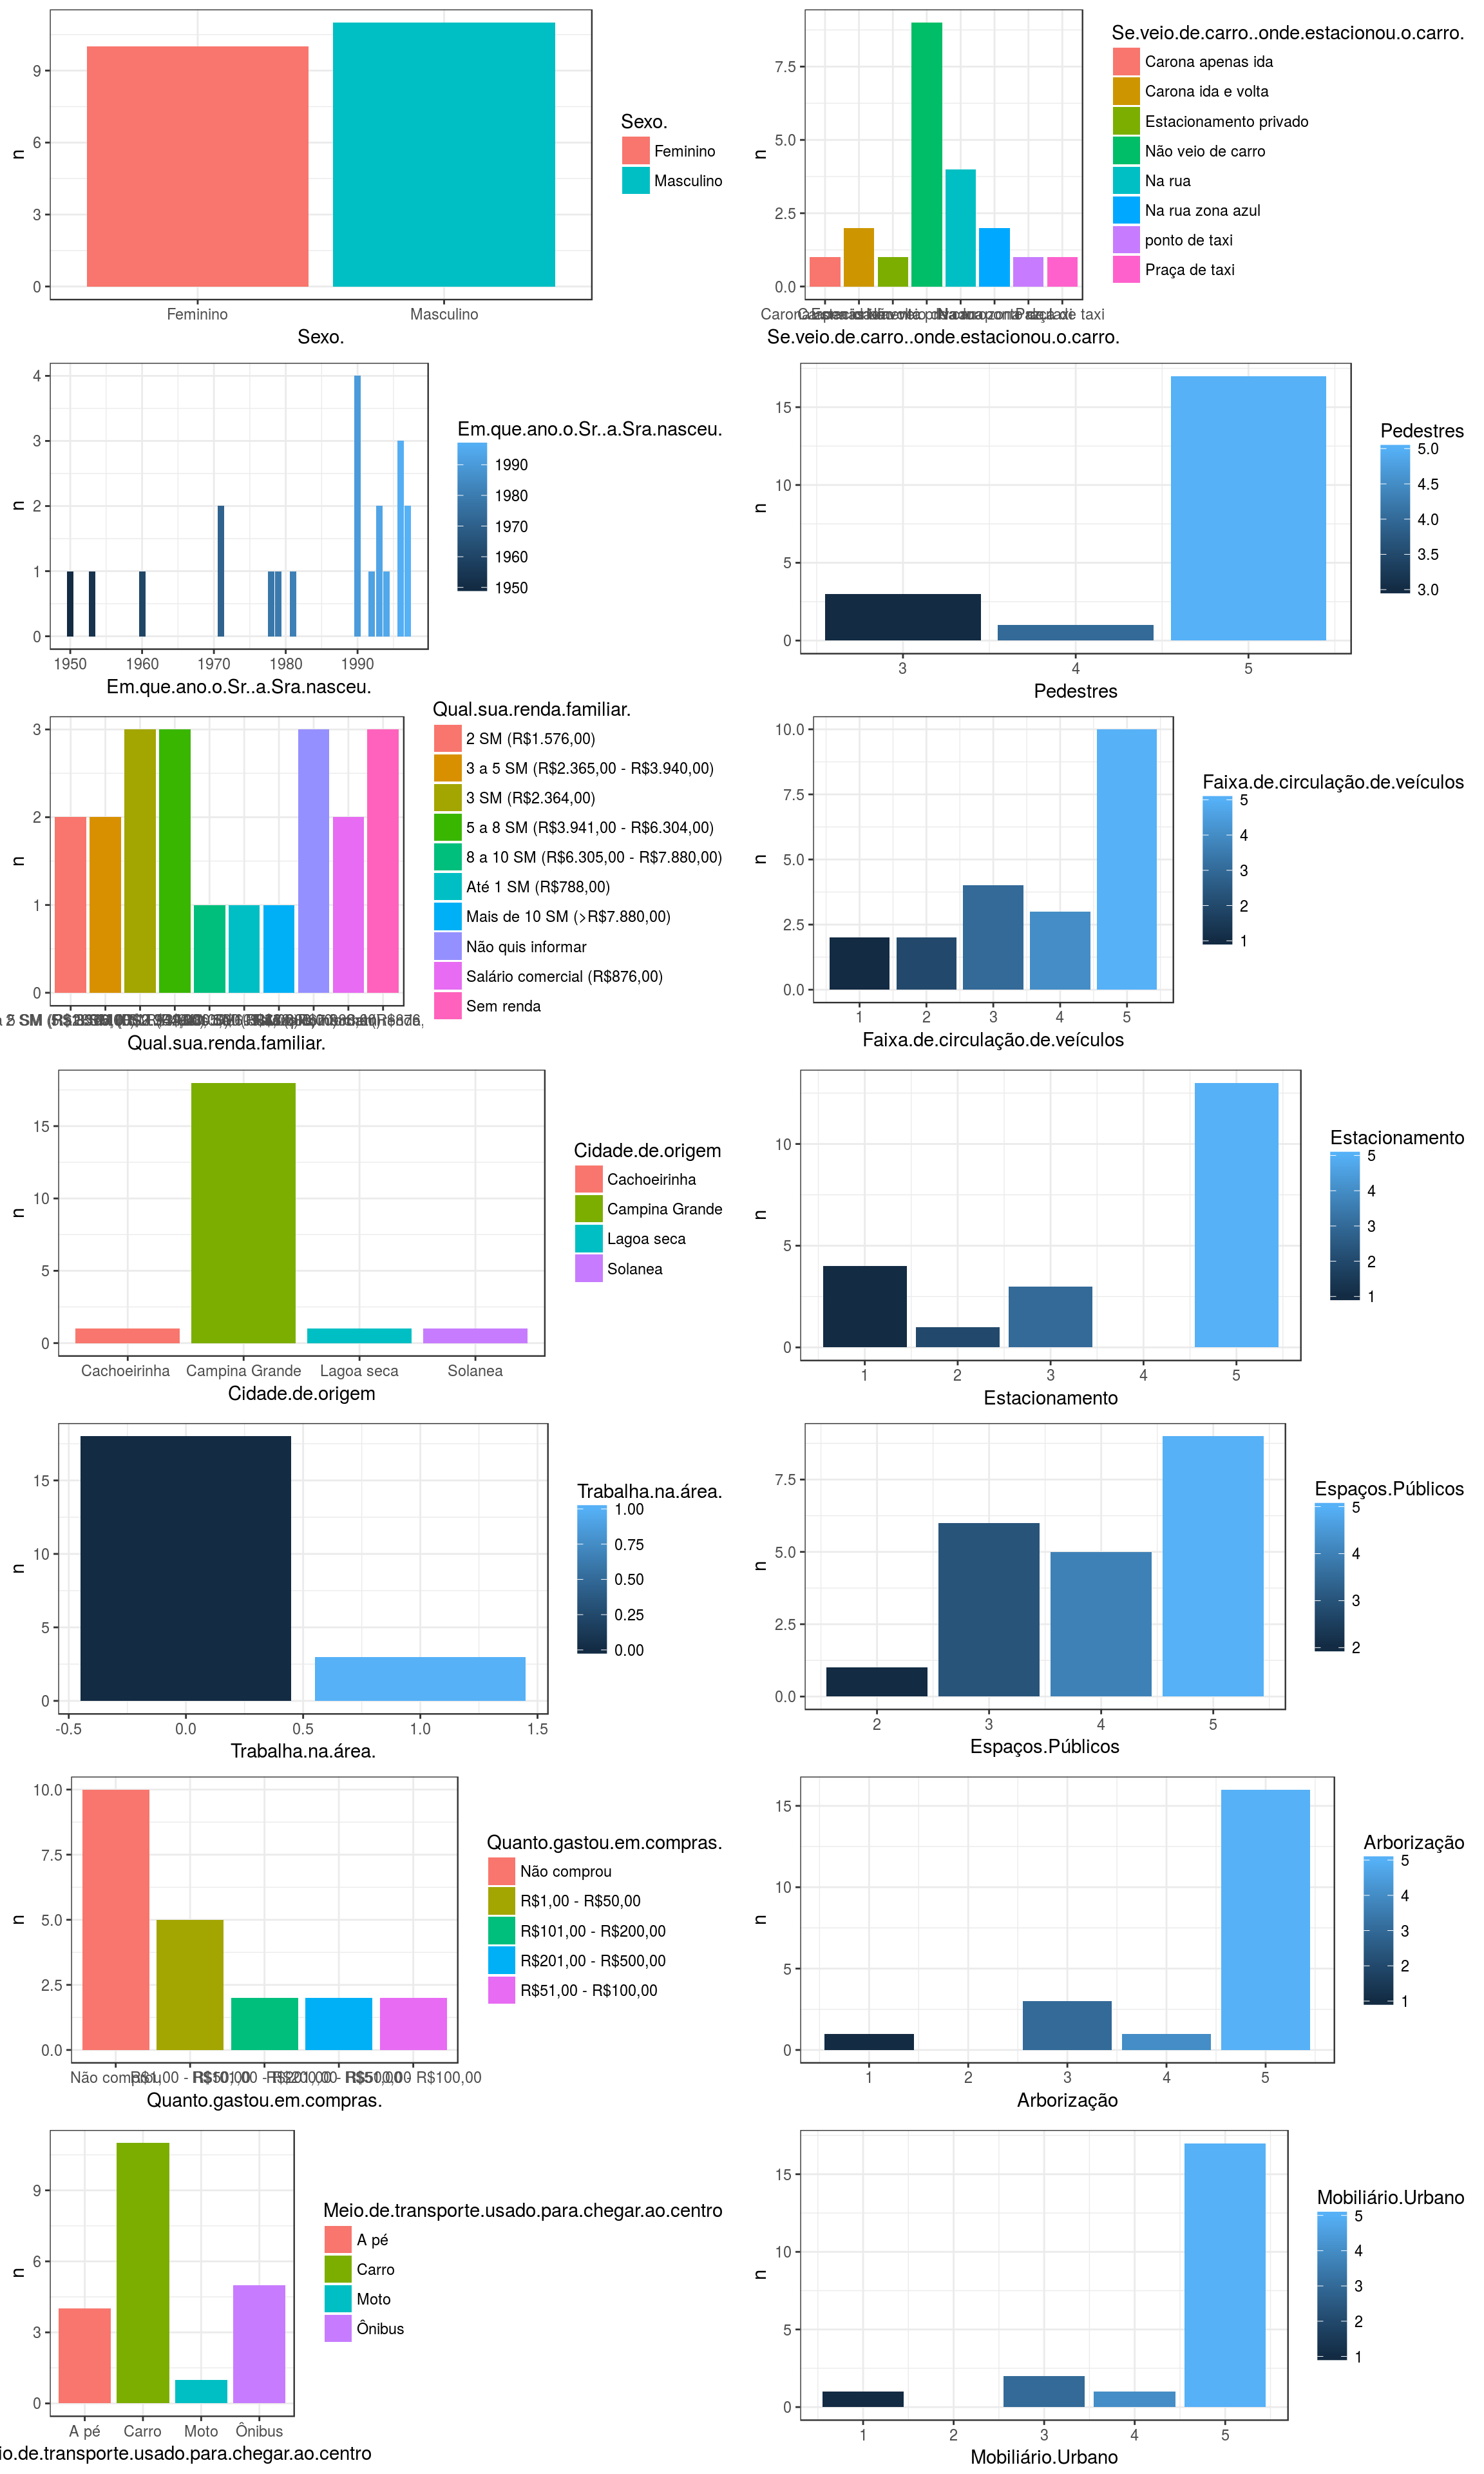 9
6
3
0
n
Feminino
Masculino
Sexo.
Sexo.
Feminino
Masculino
7.5
5.0
2.5
0.0
n
Se.veio.de.carro..onde.estacionou.o.carro.
Se.veio.de.carro..onde.estacionou.o.carro.
Carona apenas ida
Carona ida e volta
Estacionamento privado
Não veio de carro
Na rua
Na rua zona azul
ponto de taxi
Praça de taxi
4
3
2
1
0
n
1950 1960 1970 1980 1990
Em.que.ano.o.Sr..a.Sra.nasceu.
Em.que.ano.o.Sr..a.Sra.nasceu.
1990
1980
1970
1960
1950
15
10
5
0
n
3 4 5
Pedestres
Pedestres
5.0
4.5
4.0
3.5
3.0
3
2
1
0
n
Qual.sua.renda.familiar.
Qual.sua.renda.familiar.
2 SM (R$1.576,00)
3 a 5 SM (R$2.365,00 - R$3.940,00)
3 SM (R$2.364,00)
5 a 8 SM (R$3.941,00 - R$6.304,00)
8 a 10 SM (R$6.305,00 - R$7.880,00)
Até 1 SM (R$788,00)
Mais de 10 SM (>R$7.880,00)
Não quis informar
Salário comercial (R$876,00)
Sem renda
10.0
7.5
5.0
2.5
0.0
n
1 2 3 4 5
Faixa.de.circulação.de.veículos
Faixa.de.circulação.de.veículos
5
4
3
2
1
15
10
5
0
n
Cachoeirinha Campina Grande Lagoa seca Solanea
Cidade.de.origem
Cidade.de.origem
Cachoeirinha
Campina Grande
Lagoa seca
Solanea
10
5
0
n
1 2 3 4 5
Estacionamento
Estacionamento
5
4
3
2
1
15
10
5
0
n
-0.5 0.0 0.5 1.0 1.5
Trabalha.na.área.
Trabalha.na.área.
1.00
0.75
0.50
0.25
0.00
7.5
5.0
2.5
0.0
n
2 3 4 5
Espaços.Públicos
Espaços.Públicos
5
4
3
2
10.0
7.5
5.0
2.5
0.0
n
Quanto.gastou.em.compras.
Quanto.gastou.em.compras.
Não comprou
R$1,00 - R$50,00
R$101,00 - R$200,00
R$201,00 - R$500,00
R$51,00 - R$100,00
15
10
5
0
n
1 2 3 4 5
Arborização
Arborização
5
4
3
2
1
9
6
3
0
n
A pé Carro Moto Ônibus
io.de.transporte.usado.para.chegar.ao.centro
Meio.de.transporte.usado.para.chegar.ao.centro
A pé
Carro
Moto
Ônibus
15
10
5
0
n
1 2 3 4 5
Mobiliário.Urbano
Mobiliário.Urbano
5
4
3
2
1